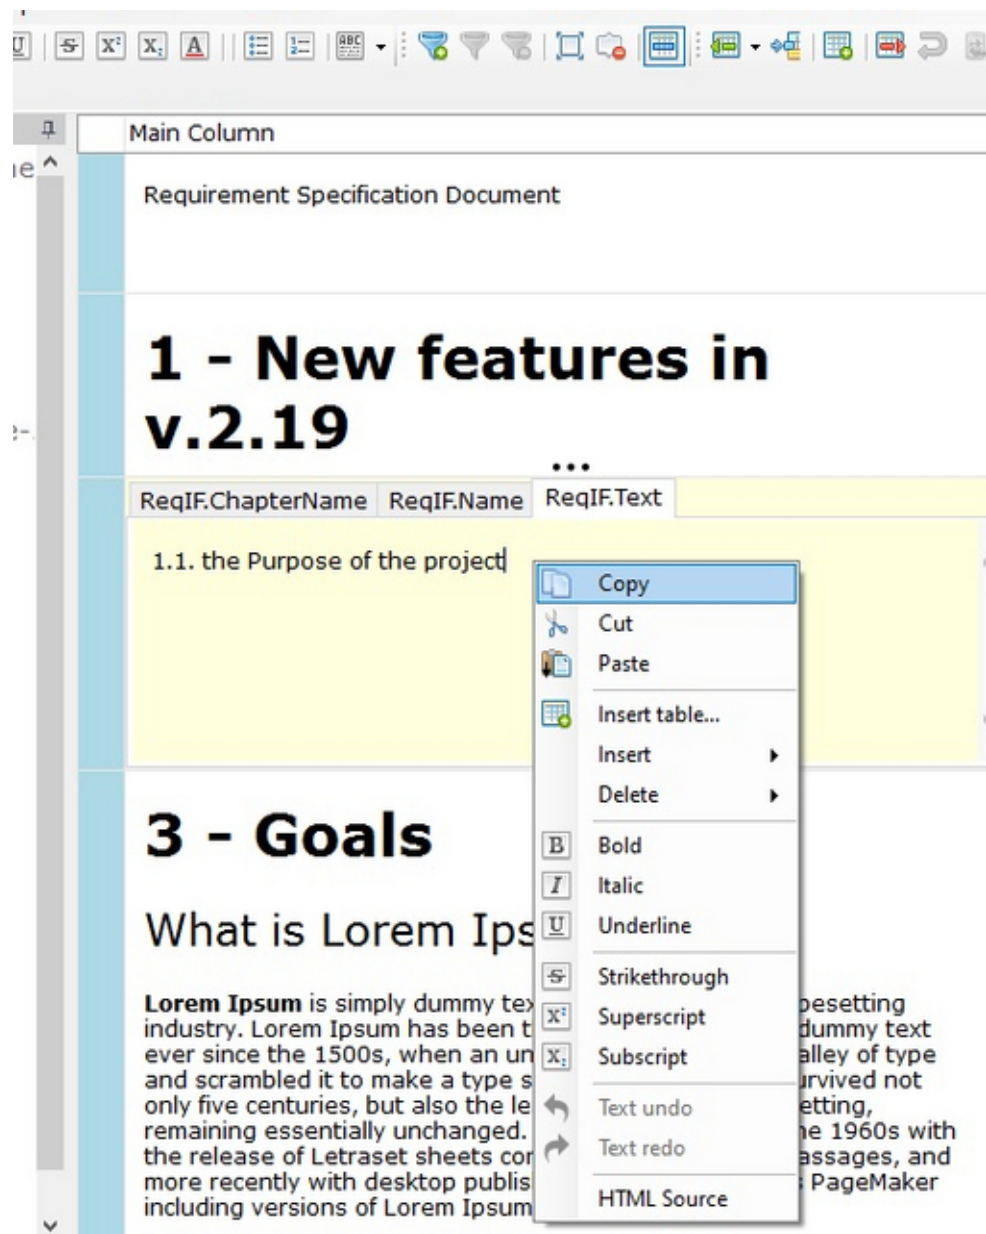 U S X² X₂ A ABC
Main Column
Requirement Specification Document
1 - New features in
v.2.19
ReqIF.ChapterName ReqIF.Name ReqIF.Text
1.1. the Purpose of the project
Copy
Cut
Paste
Insert table...
Insert
Delete
B Bold
I Italic
U Underline
S Strikethrough
X² Superscript
X₂ Subscript
Text undo
Text redo
HTML Source
3 - Goals
What is Lorem Ips
Lorem Ipsum is simply dummy tex pesetting
industry. Lorem Ipsum has been t dummy text
ever since the 1500s, when an un alley of type
and scrambled it to make a type s urvived not
only five centuries, but also the le etting,
remaining essentially unchanged. he 1960s with
the release of Letraset sheets cor assages, and
more recently with desktop publis PageMaker
including versions of Lorem Ipsum